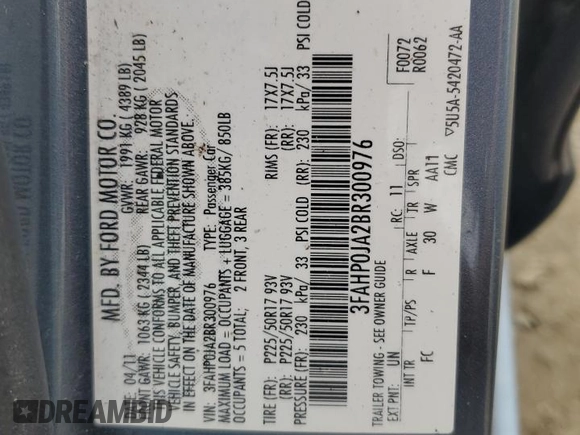 MFD. BY FORD MOTOR CO.
DATE: 04/11 GVWR: 1991 KG ( 4389 LB)
FRONT GAWR: 1063 KG ( 2344 LB) REAR GAWR: 928 KG ( 2045 LB)
THIS VEHICLE CONFORMS TO ALL APPLICABLE FEDERAL MOTOR
VEHICLE SAFETY, BUMPER, AND THEFT PREVENTION STANDARDS
IN EFFECT ON THE DATE OF MANUFACTURE SHOWN ABOVE.
VIN: 3FAHP0JA2BR300976 TYPE: Passenger Car
MAXIMUM LOAD = OCCUPANTS + LUGGAGE = 385KG/ 850LB
OCCUPANTS = 5 TOTAL: 2 FRONT, 3 REAR
TIRE (FR): P225/50R17 93V RIMS (FR): 17X7.5J
TIRE (RR): P225/50R17 93V (RR): 17X7.5J
PRESSURE (FR): 230 kPa/ 33 PSI COLD (RR): 230 kPa/ 33 PSI COLD
3FAHP0JA2BR300976
F0072
R0062
TRAILER TOWING - SEE OWNER GUIDE
EXT PNT: UN RC: 11 DSO:
INT TR TP/PS R AXLE TR SPR
FC F 30 W AA11 CMC
▽5U5A-5420472-AA
DREAMBID